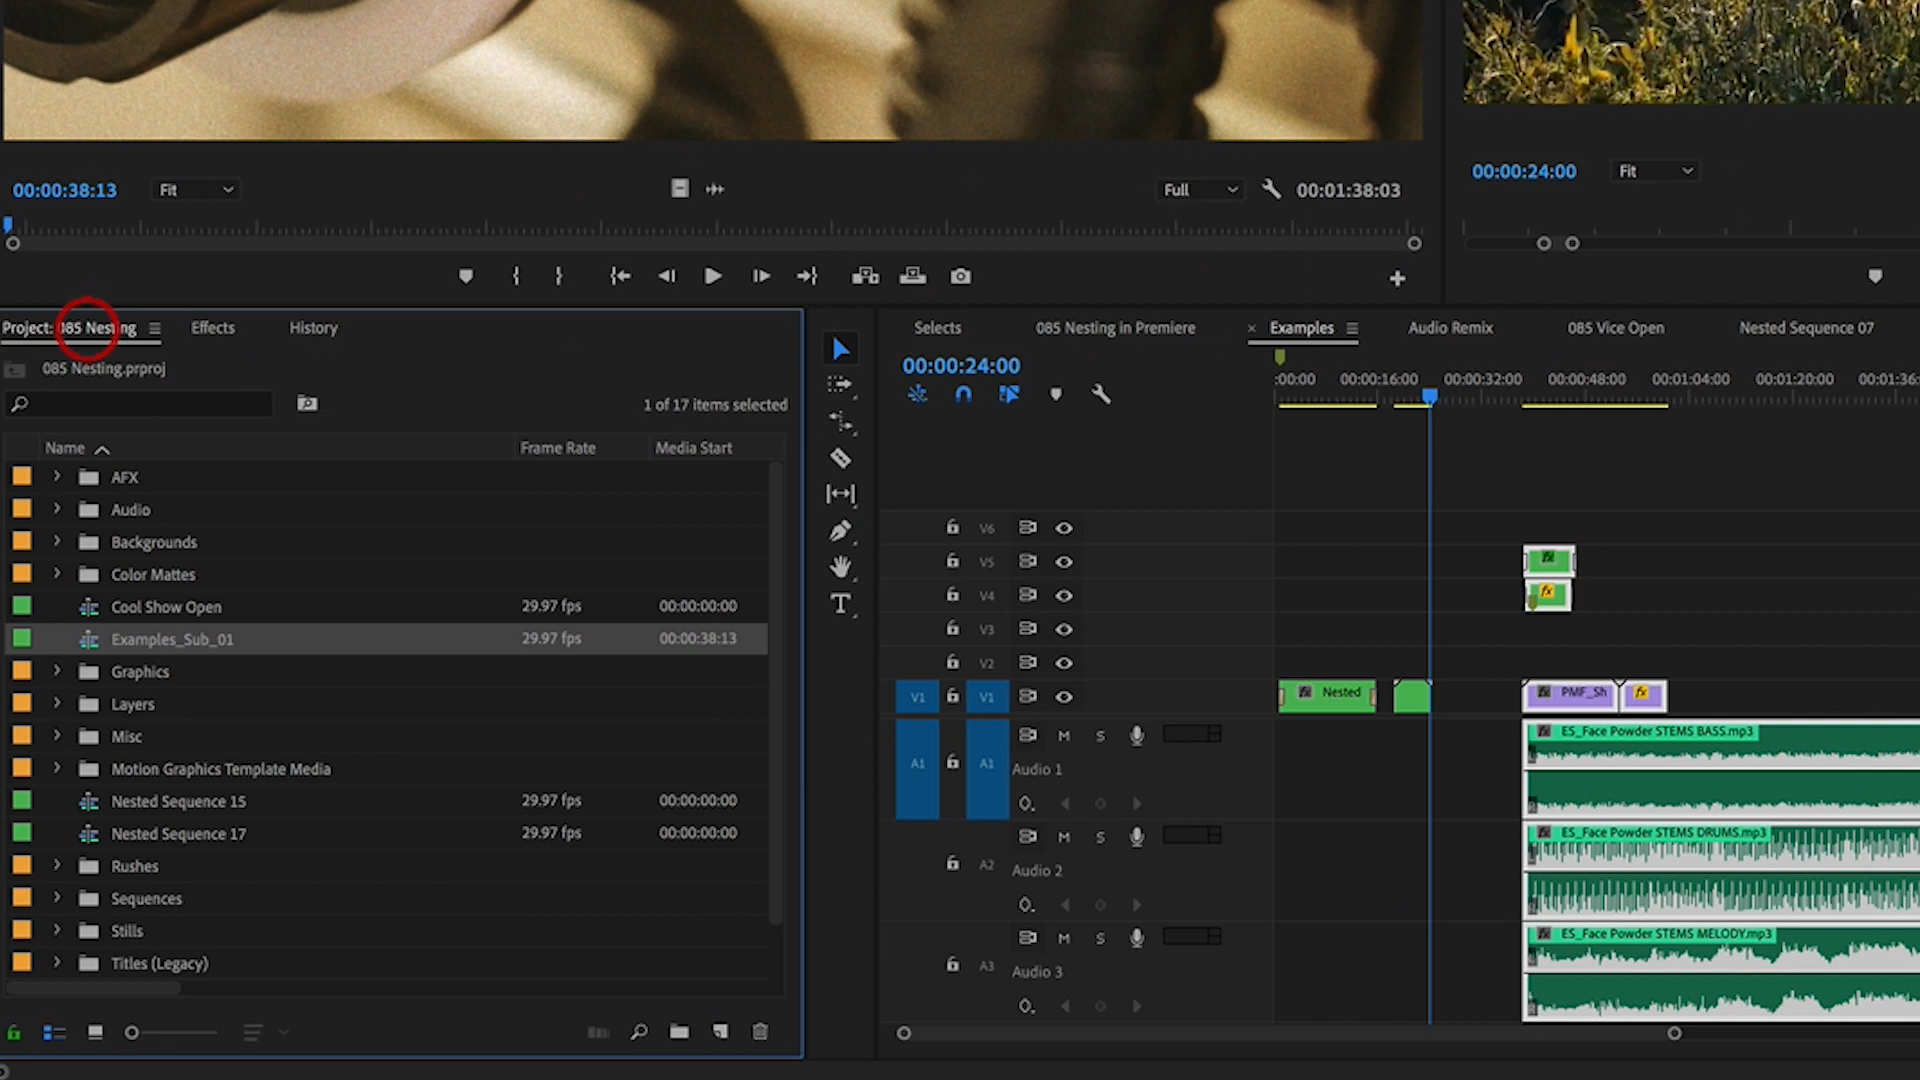 00:00:38:13
Fit
Full
00:01:38:03
00:00:24:00
Fit
Project: 085 Nesting
Effects
History
085 Nesting.prproj
1 of 17 items selected
Name
Frame Rate
Media Start
AFX
Audio
Backgrounds
Color Mattes
Cool Show Open
29.97 fps
00:00:00:00
Examples_Sub_01
29.97 fps
00:00:38:13
Graphics
Layers
Misc
Motion Graphics Template Media
Nested Sequence 15
29.97 fps
00:00:00:00
Nested Sequence 17
29.97 fps
00:00:00:00
Rushes
Sequences
Stills
Titles (Legacy)
Selects
085 Nesting in Premiere
× Examples
Audio Remix
085 Vice Open
Nested Sequence 07
00:00:24:00
:00:00
00:00:16:00
00:00:32:00
00:00:48:00
00:01:04:00
00:01:20:00
00:01:36:
V6
V5
fx
V4
fx
V3
V2
V1
V1
fx Nested
fx PMF_Sh
fx
A1
A1
M
S
Audio 1
fx ES_Face Powder STEMS BASS.mp3
A2
M
S
Audio 2
fx ES_Face Powder STEMS DRUMS.mp3
A3
M
S
Audio 3
fx ES_Face Powder STEMS MELODY.mp3